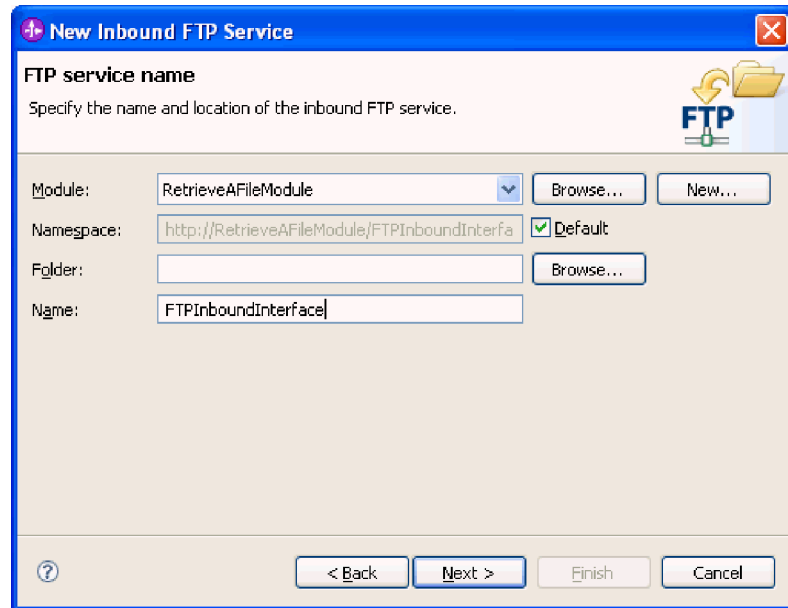 New Inbound FTP Service
FTP service name
Specify the name and location of the inbound FTP service.
FTP
Module: RetrieveAFileModule Browse... New...
Namespace: http://RetrieveAFileModule/FTPInboundInterfa Default
Folder: Browse...
Name: FTPInboundInterface
? < Back Next > Finish Cancel